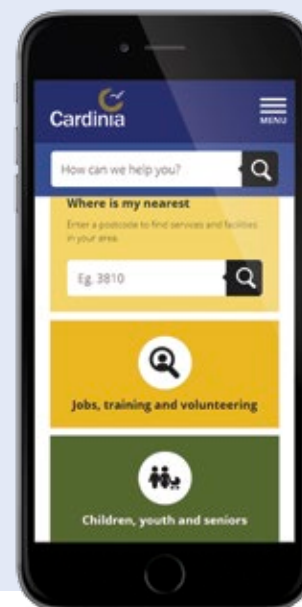 Cardinia
MENU
How can we help you?
Where is my nearest
Enter a postcode to find services and facilities
in your area.
Eg. 3810
Jobs, training and volunteering
Children, youth and seniors